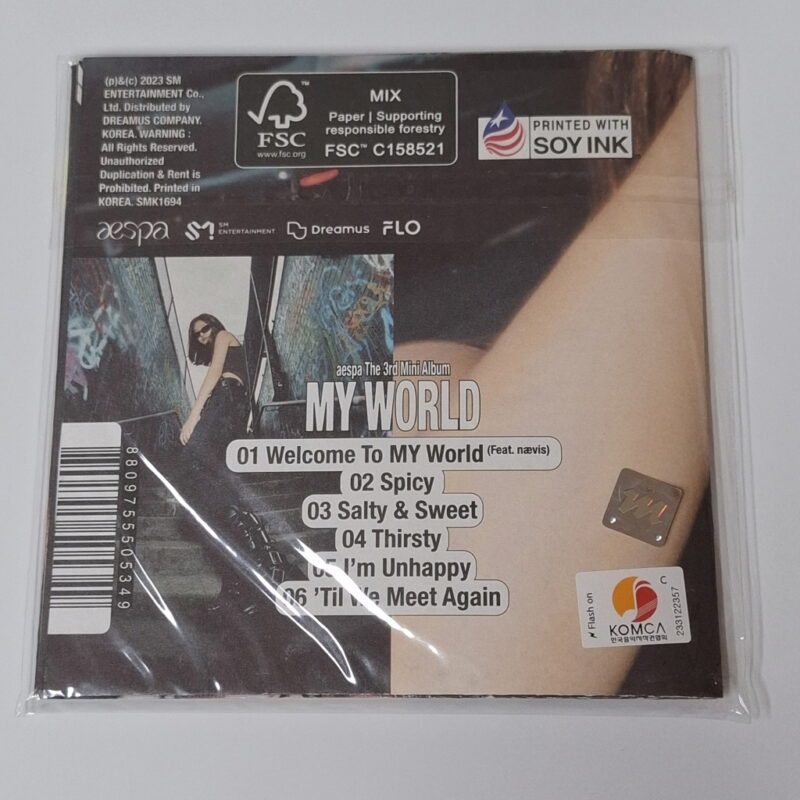 (p)&(c) 2023 SM
ENTERTAINMENT Co.,
Ltd. Distributed by
DREAMUS COMPANY.
KOREA. WARNING :
All Rights Reserved.
Unauthorized
Duplication & Rent is
Prohibited. Printed in
KOREA. SMK1694
FSC™
www.fsc.org
MIX
Paper | Supporting
responsible forestry
FSC™ C158521
PRINTED WITH
SOY INK
aespa
SM ENTERTAINMENT
Dreamus
FLO
aespa The 3rd Mini Album
MY WORLD
01 Welcome To MY World (Feat. nævis)
02 Spicy
03 Salty & Sweet
04 Thirsty
05 I'm Unhappy
06 'Til We Meet Again
8809755505349
Flash on
KOMCA
한국음악저작권협회
C
233122357